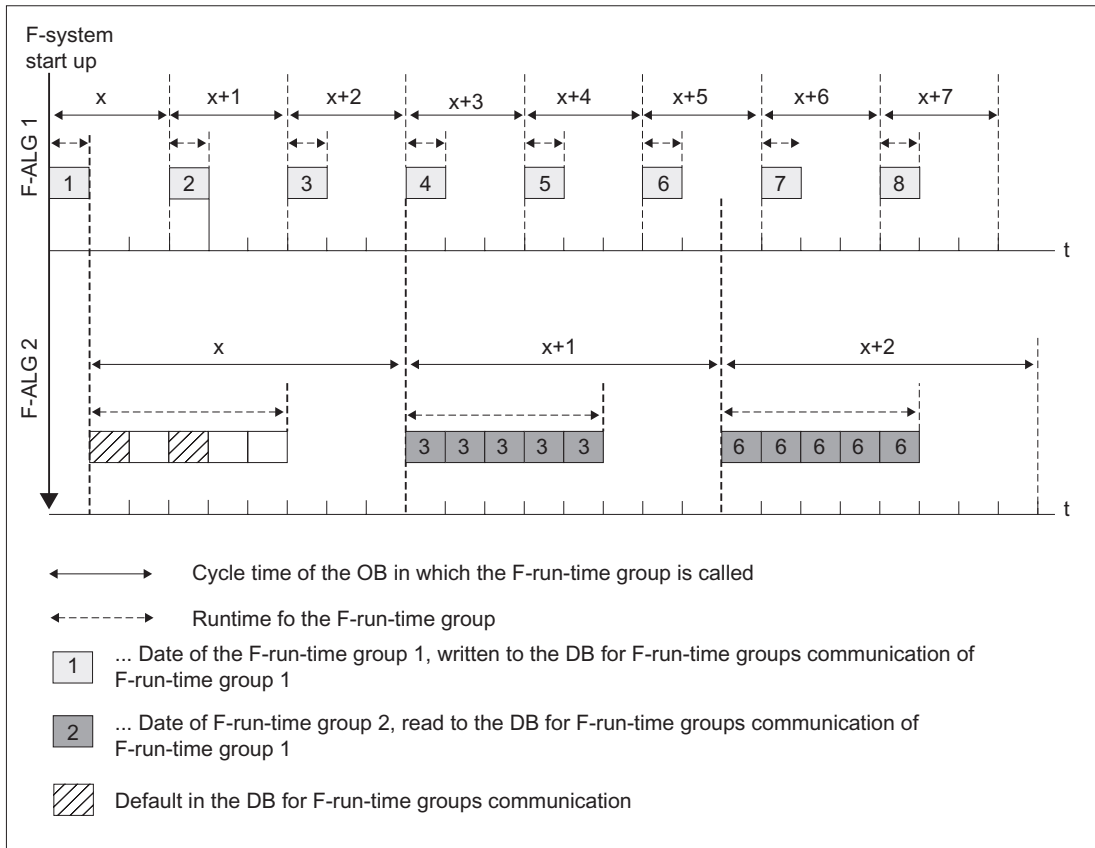 F-system
start up
x
x+1
x+2
x+3
x+4
x+5
x+6
x+7
F-ALG 1
1
2
3
4
5
6
7
8
t
F-ALG 2
x
x+1
x+2
3 3 3 3 3
6 6 6 6 6
t
Cycle time of the OB in which the F-run-time group is called
Runtime fo the F-run-time group
1 ... Date of the F-run-time group 1, written to the DB for F-run-time groups communication of
F-run-time group 1
2 ... Date of F-run-time group 2, read to the DB for F-run-time groups communication of
F-run-time group 1
Default in the DB for F-run-time groups communication